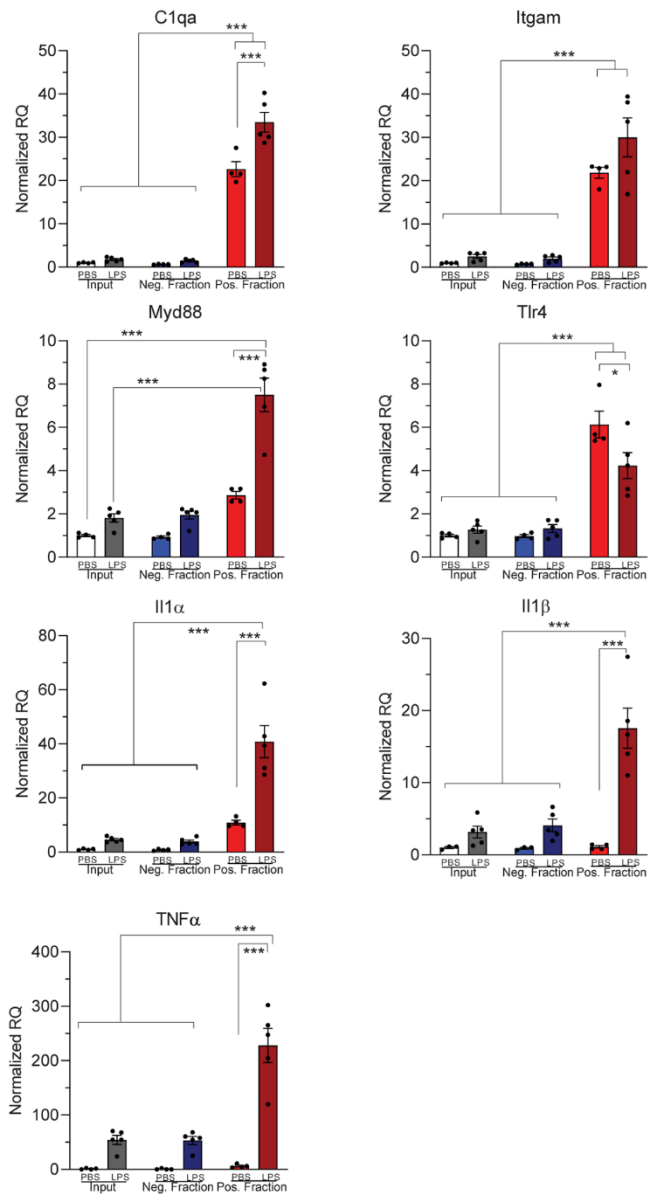 C1qa
***
***
Normalized RQ
50
40
30
20
10
0
PBS LPS PBS LPS PBS LPS
Input Neg. Fraction Pos. Fraction
Itgam
***
Normalized RQ
50
40
30
20
10
0
PBS LPS PBS LPS PBS LPS
Input Neg. Fraction Pos. Fraction
Myd88
***
***
***
Normalized RQ
10
8
6
4
2
0
PBS LPS PBS LPS PBS LPS
Input Neg. Fraction Pos. Fraction
Tlr4
***
*
Normalized RQ
10
8
6
4
2
0
PBS LPS PBS LPS PBS LPS
Input Neg. Fraction Pos. Fraction
Il1α
***
***
Normalized RQ
80
60
40
20
0
PBS LPS PBS LPS PBS LPS
Input Neg. Fraction Pos. Fraction
Il1β
***
***
Normalized RQ
30
20
10
0
PBS LPS PBS LPS PBS LPS
Input Neg. Fraction Pos. Fraction
TNFα
***
***
Normalized RQ
400
300
200
100
0
PBS LPS PBS LPS PBS LPS
Input Neg. Fraction Pos. Fraction